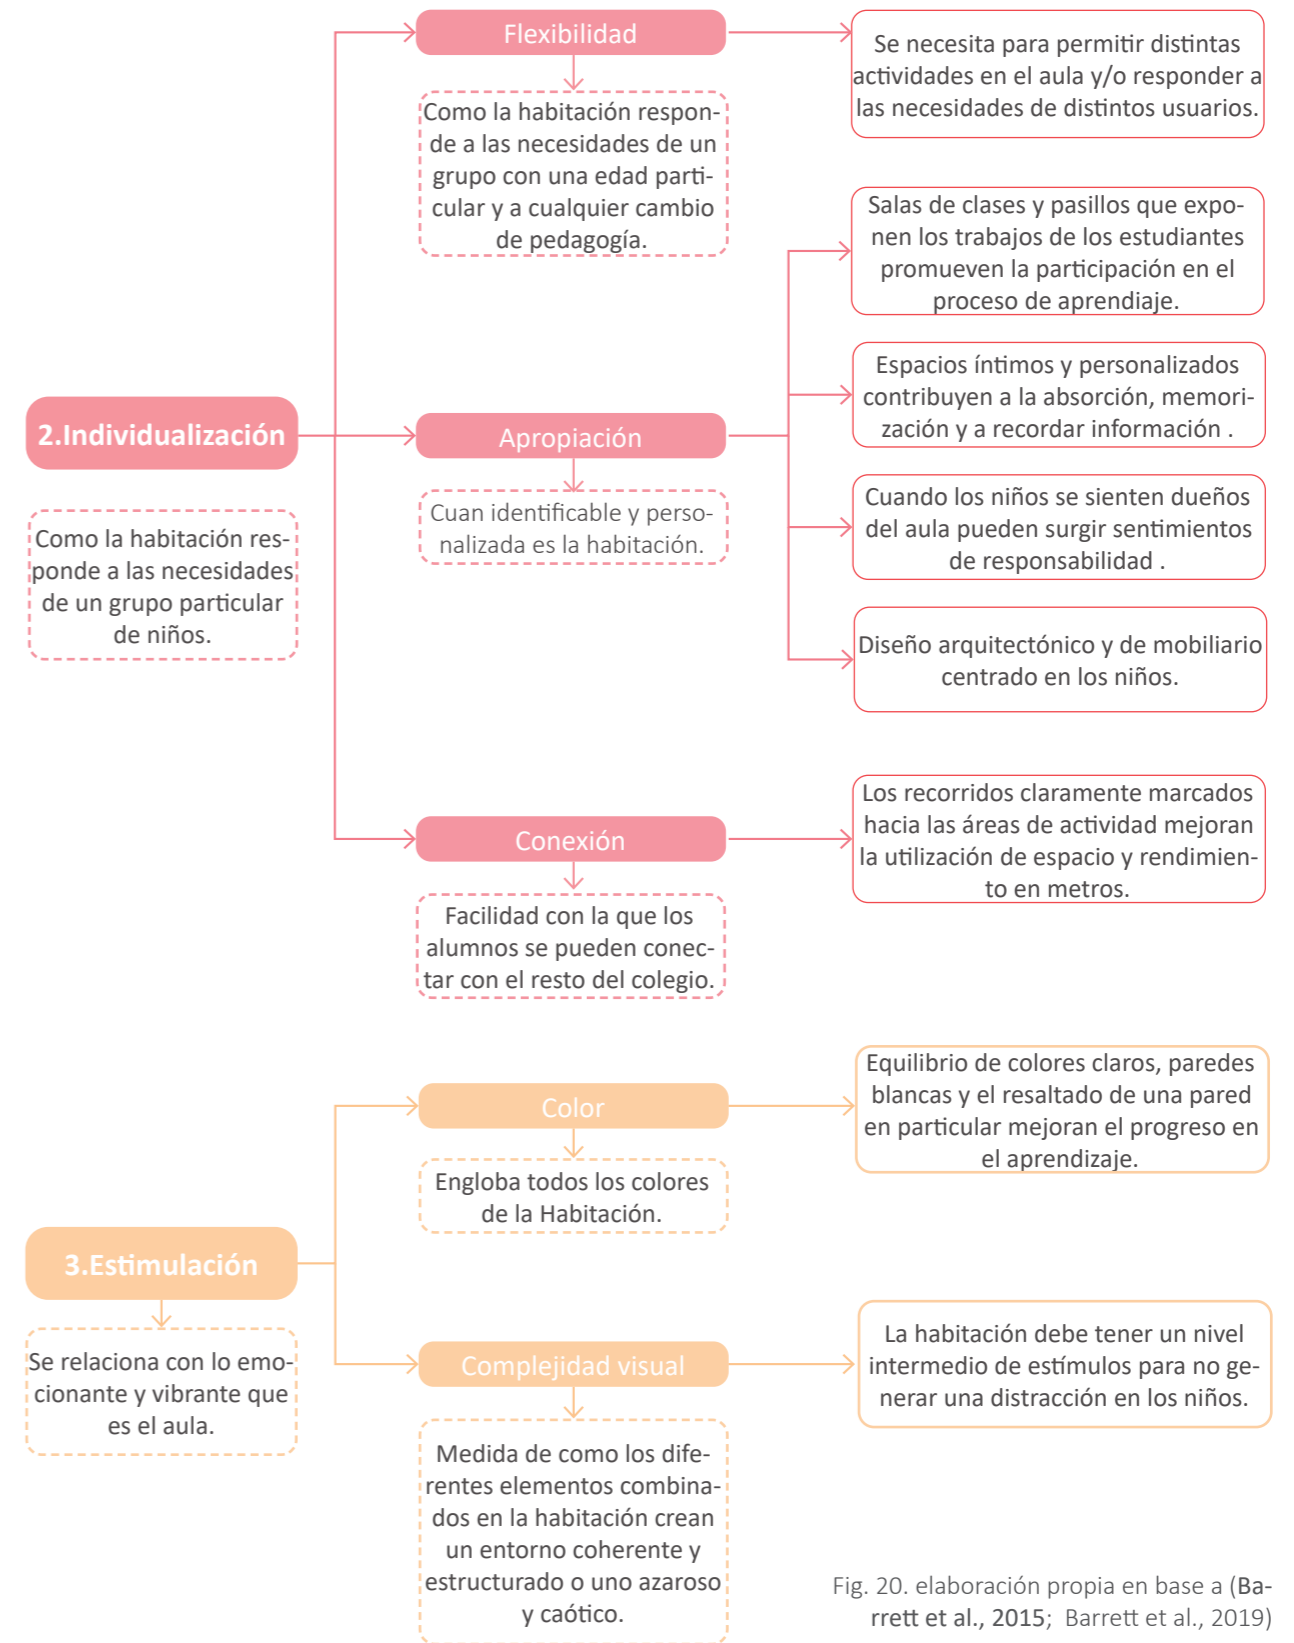 Flexibilidad
Como la habitación respon-
de a las necesidades de un
grupo con una edad parti-
cular y a cualquier cambio
de pedagogía.
Se necesita para permitir distintas
actividades en el aula y/o responder a
las necesidades de distintos usuarios.
2.Individualización
Como la habitación res-
ponde a las necesidades
de un grupo particular
de niños.
Apropiación
Cuan identificable y perso-
nalizada es la habitación.
Salas de clases y pasillos que expo-
nen los trabajos de los estudiantes
promueven la participación en el
proceso de aprendiaje.
Espacios íntimos y personalizados
contribuyen a la absorción, memori-
zación y a recordar información .
Cuando los niños se sienten dueños
del aula pueden surgir sentimientos
de responsabilidad .
Diseño arquitectónico y de mobiliario
centrado en los niños.
Conexión
Facilidad con la que los
alumnos se pueden conec-
tar con el resto del colegio.
Los recorridos claramente marcados
hacia las áreas de actividad mejoran
la utilización de espacio y rendimien-
to en metros.
3.Estimulación
Se relaciona con lo emo-
cionante y vibrante que
es el aula.
Color
Engloba todos los colores
de la Habitación.
Equilibrio de colores claros, paredes
blancas y el resaltado de una pared
en particular mejoran el progreso en
el aprendizaje.
Complejidad visual
Medida de como los dife-
rentes elementos combina-
dos en la habitación crean
un entorno coherente y
estructurado o uno azaroso
y caótico.
La habitación debe tener un nivel
intermedio de estímulos para no ge-
nerar una distracción en los niños.
Fig. 20. elaboración propia en base a (Ba-
rrett et al., 2015; Barrett et al., 2019)